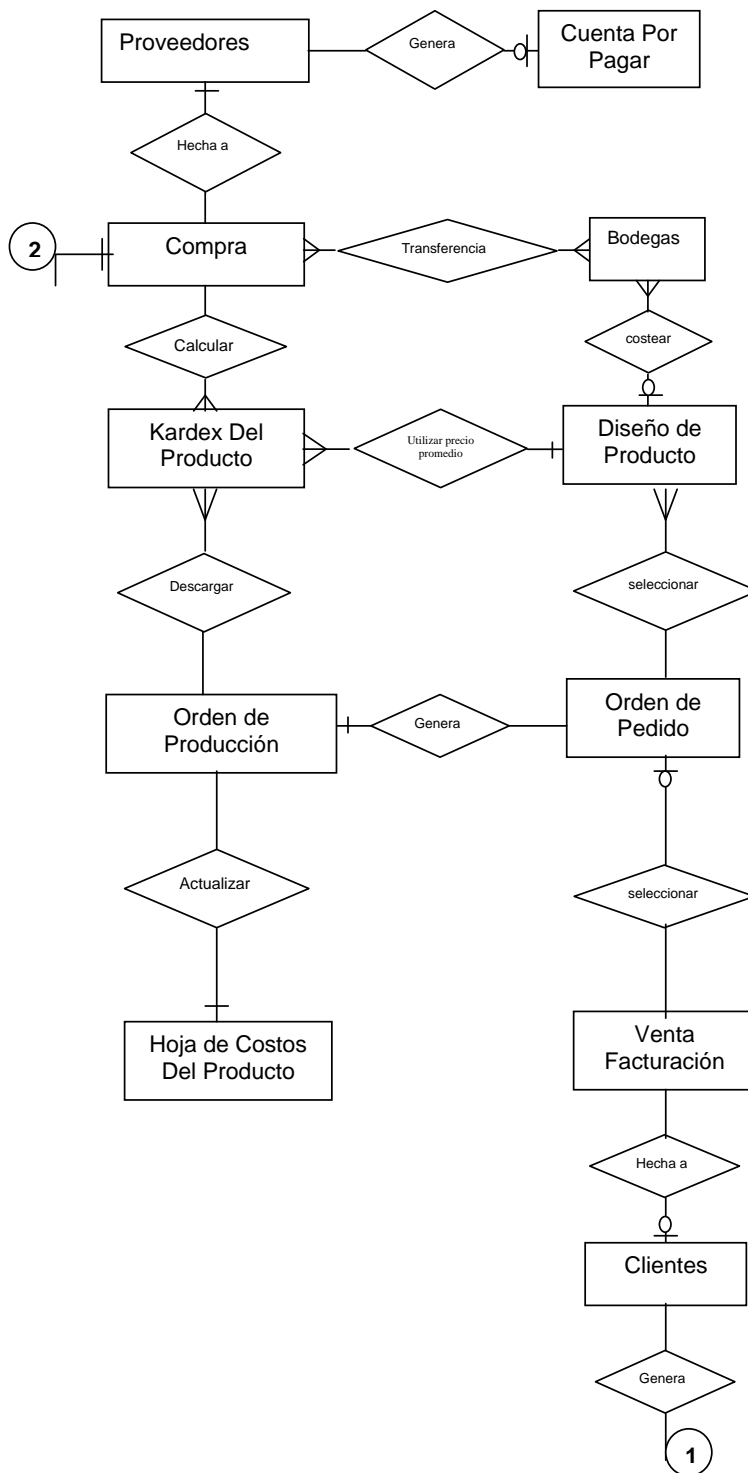 Proveedores
Genera
Cuenta Por
Pagar
Hecha a
2
Compra
Transferencia
Bodegas
Calcular
costear
Kardex Del
Producto
Utilizar precio
promedio
Diseño de
Producto
Descargar
seleccionar
Orden de
Producción
Genera
Orden de
Pedido
Actualizar
seleccionar
Hoja de Costos
Del Producto
Venta
Facturación
Hecha a
Clientes
Genera
1